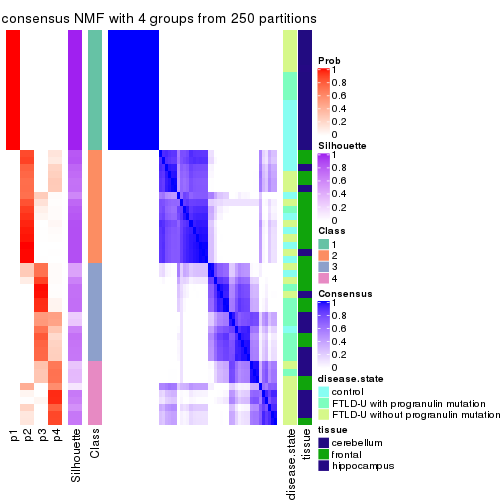 consensus NMF with 4 groups from 250 partitions
Prob
1
0.8
0.6
0.4
0.2
0
Silhouette
1
0.8
0.6
0.4
0.2
0
Class
1
2
3
4
Consensus
1
0.8
0.6
0.4
0.2
0
disease.state
control
FTLD-U with progranulin mutation
FTLD-U without progranulin mutation
tissue
cerebellum
frontal
hippocampus
p1
p2
p3
p4
Silhouette
Class
disease.state
tissue